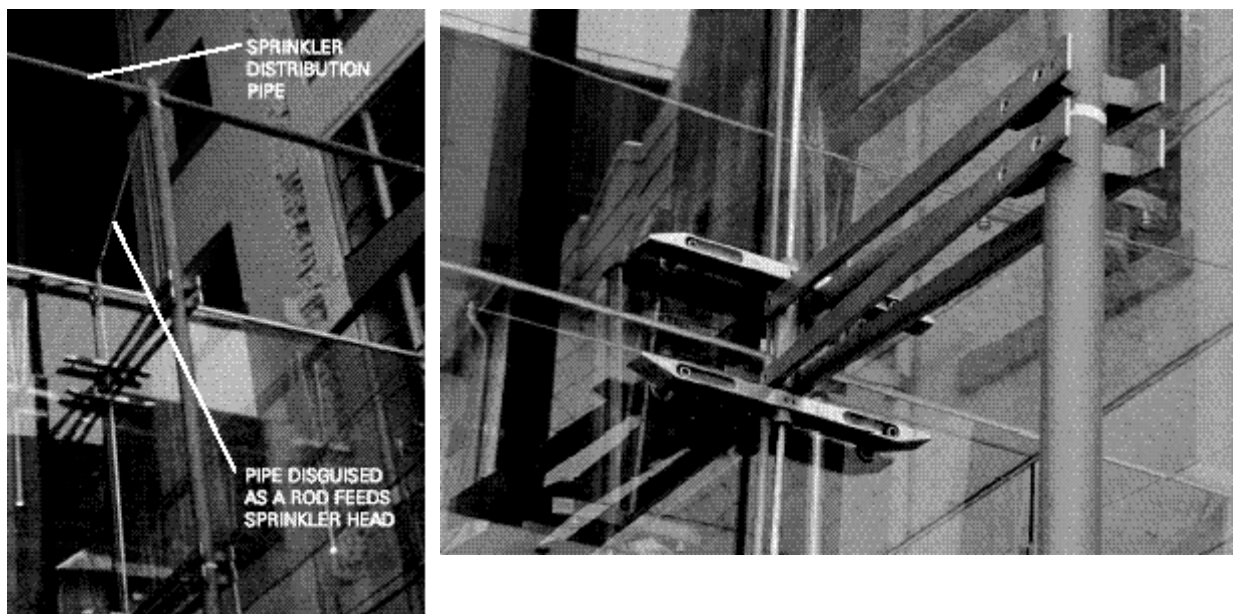 SPRINKLER
DISTRIBUTION
PIPE
PIPE DISGUISED
AS A ROD FEEDS
SPRINKLER HEAD